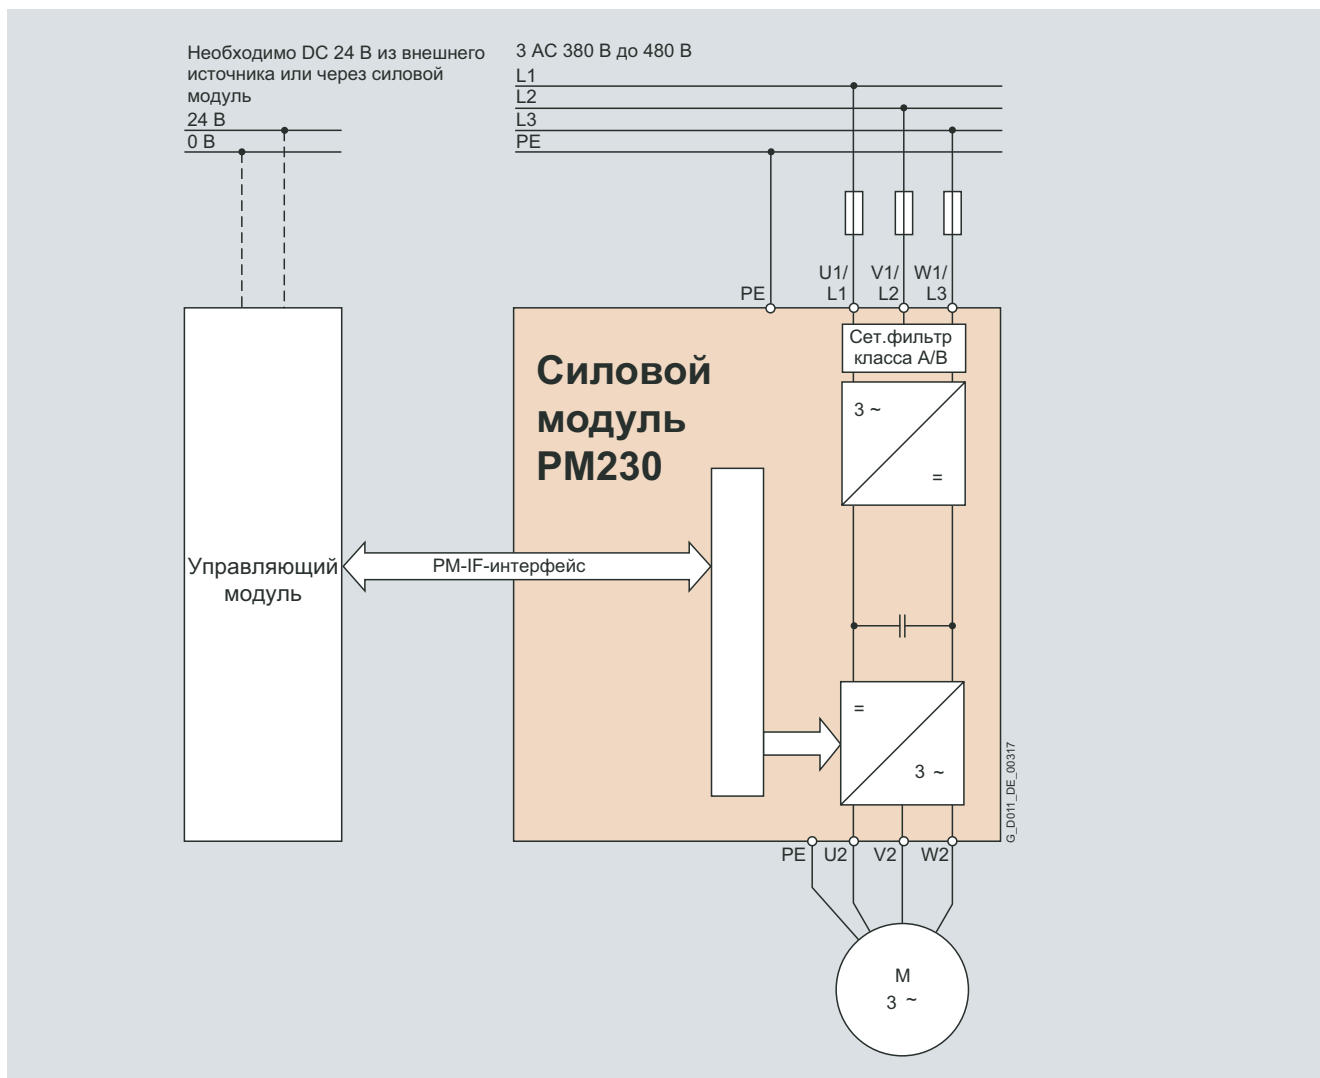 Необходимо DC 24 В из внешнего
источника или через силовой
модуль
24 В
0 В
3 AC 380 В до 480 В
L1
L2
L3
PE
PE
U1/
L1
V1/
L2
W1/
L3
Сет.фильтр
класса A/B
Силовой
модуль
PM230
3 ~
=
Управляющий
модуль
PM-IF-интерфейс
=
3 ~
G_D011_DE_00317
PE
U2
V2
W2
M
3 ~